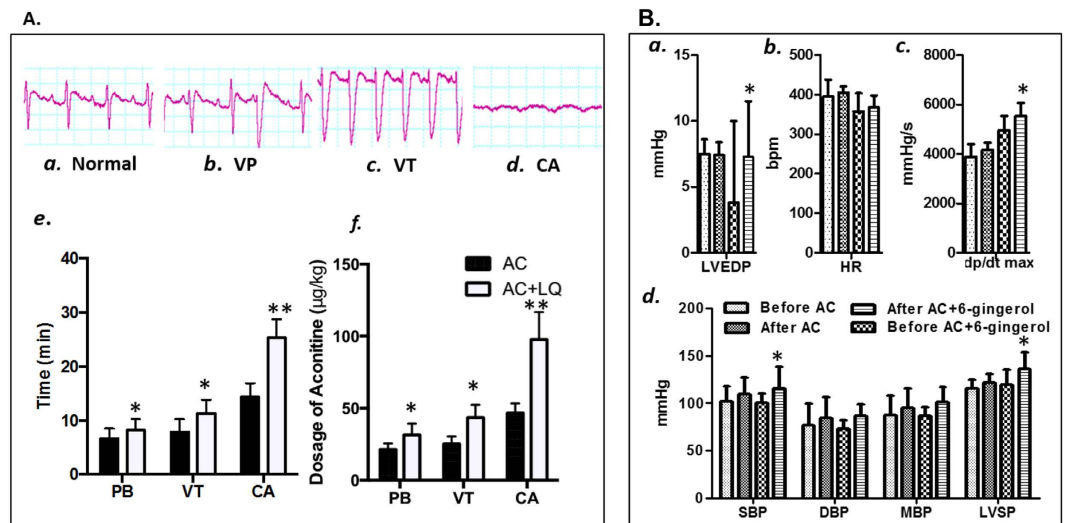 A.
a. Normal
b. VP
c. VT
d. CA
e.
Time (min)
40
30
20
10
0
*
*
**
PB
VT
CA
f.
Dosage of Aconitine (µg/kg)
150
100
50
0
AC
AC+LQ
*
*
**
PB
VT
CA
B.
a.
mmHg
15
10
5
0
*
LVEDP
b.
bpm
500
400
300
200
100
0
HR
c.
mmHg/s
8000
6000
4000
2000
0
*
dp/dt max
d.
mmHg
200
150
100
50
0
Before AC
After AC
After AC+6-gingerol
Before AC+6-gingerol
*
*
SBP
DBP
MBP
LVSP